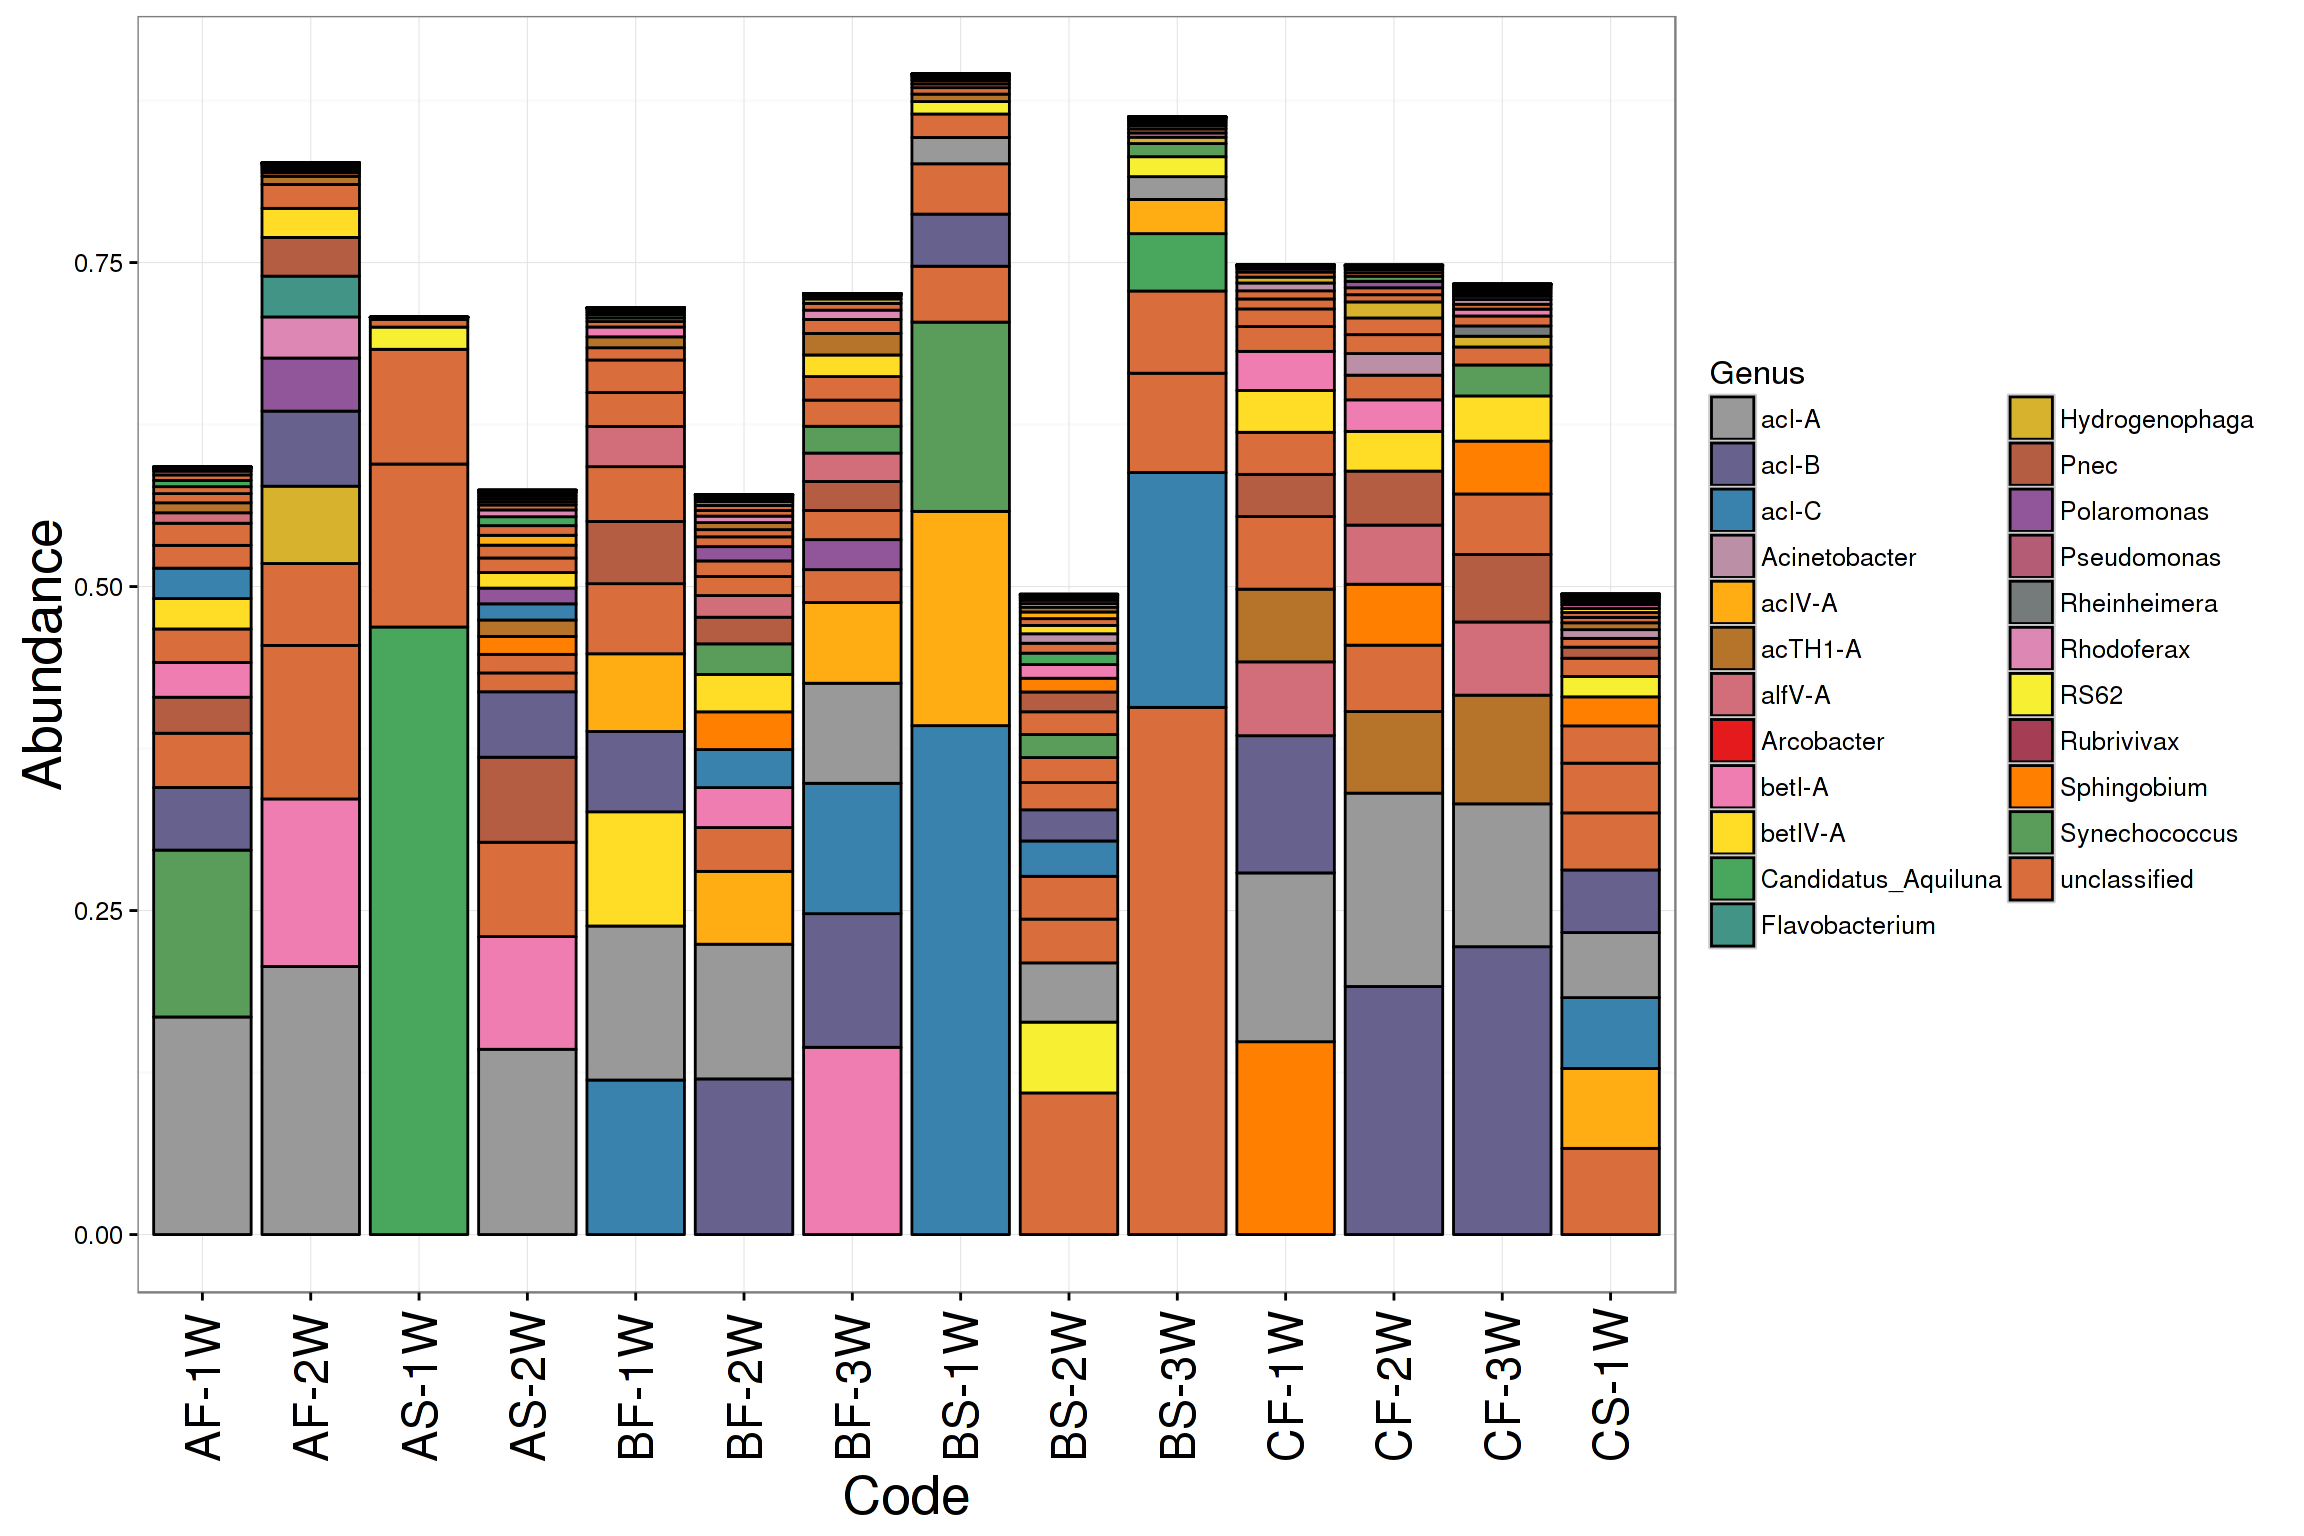 Abundance
0.75
0.50
0.25
0.00
AF-1W
AF-2W
AS-1W
AS-2W
BF-1W
BF-2W
BF-3W
BS-1W
BS-2W
BS-3W
CF-1W
CF-2W
CF-3W
CS-1W
Code
Genus
acI-A
acI-B
acI-C
Acinetobacter
acIV-A
acTH1-A
alfV-A
Arcobacter
betI-A
betIV-A
Candidatus_Aquiluna
Flavobacterium
Hydrogenophaga
Pnec
Polaromonas
Pseudomonas
Rheinheimera
Rhodoferax
RS62
Rubrivivax
Sphingobium
Synechococcus
unclassified